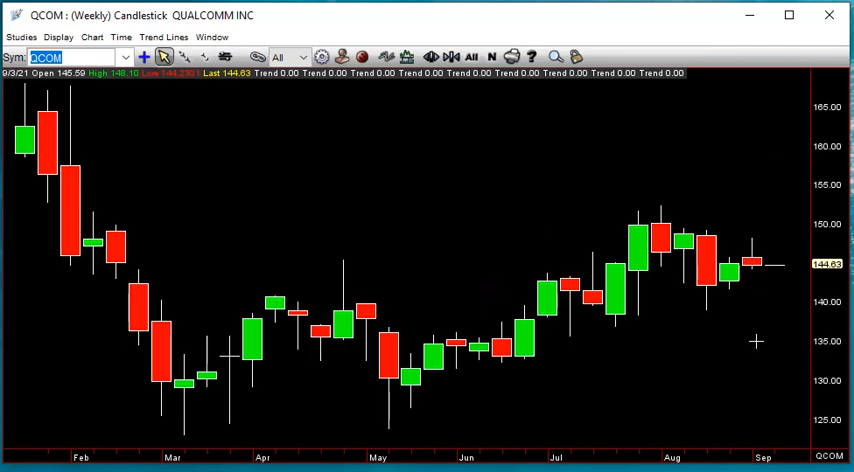 QCOM : (Weekly) Candlestick  QUALCOMM INC
Studies Display Chart Time Trend Lines Window
Sym: QCOM All All N ?
9/3/21 Open 145.59 High 148.10 Low 144.2301 Last 144.63 Trend 0.00 Trend 0.00 Trend 0.00 Trend 0.00 Trend 0.00 Trend 0.00 Trend 0.00 Trend 0.00
165.00
160.00
155.00
150.00
144.63
140.00
135.00
130.00
125.00
Feb Mar Apr May Jun Jul Aug Sep QCOM